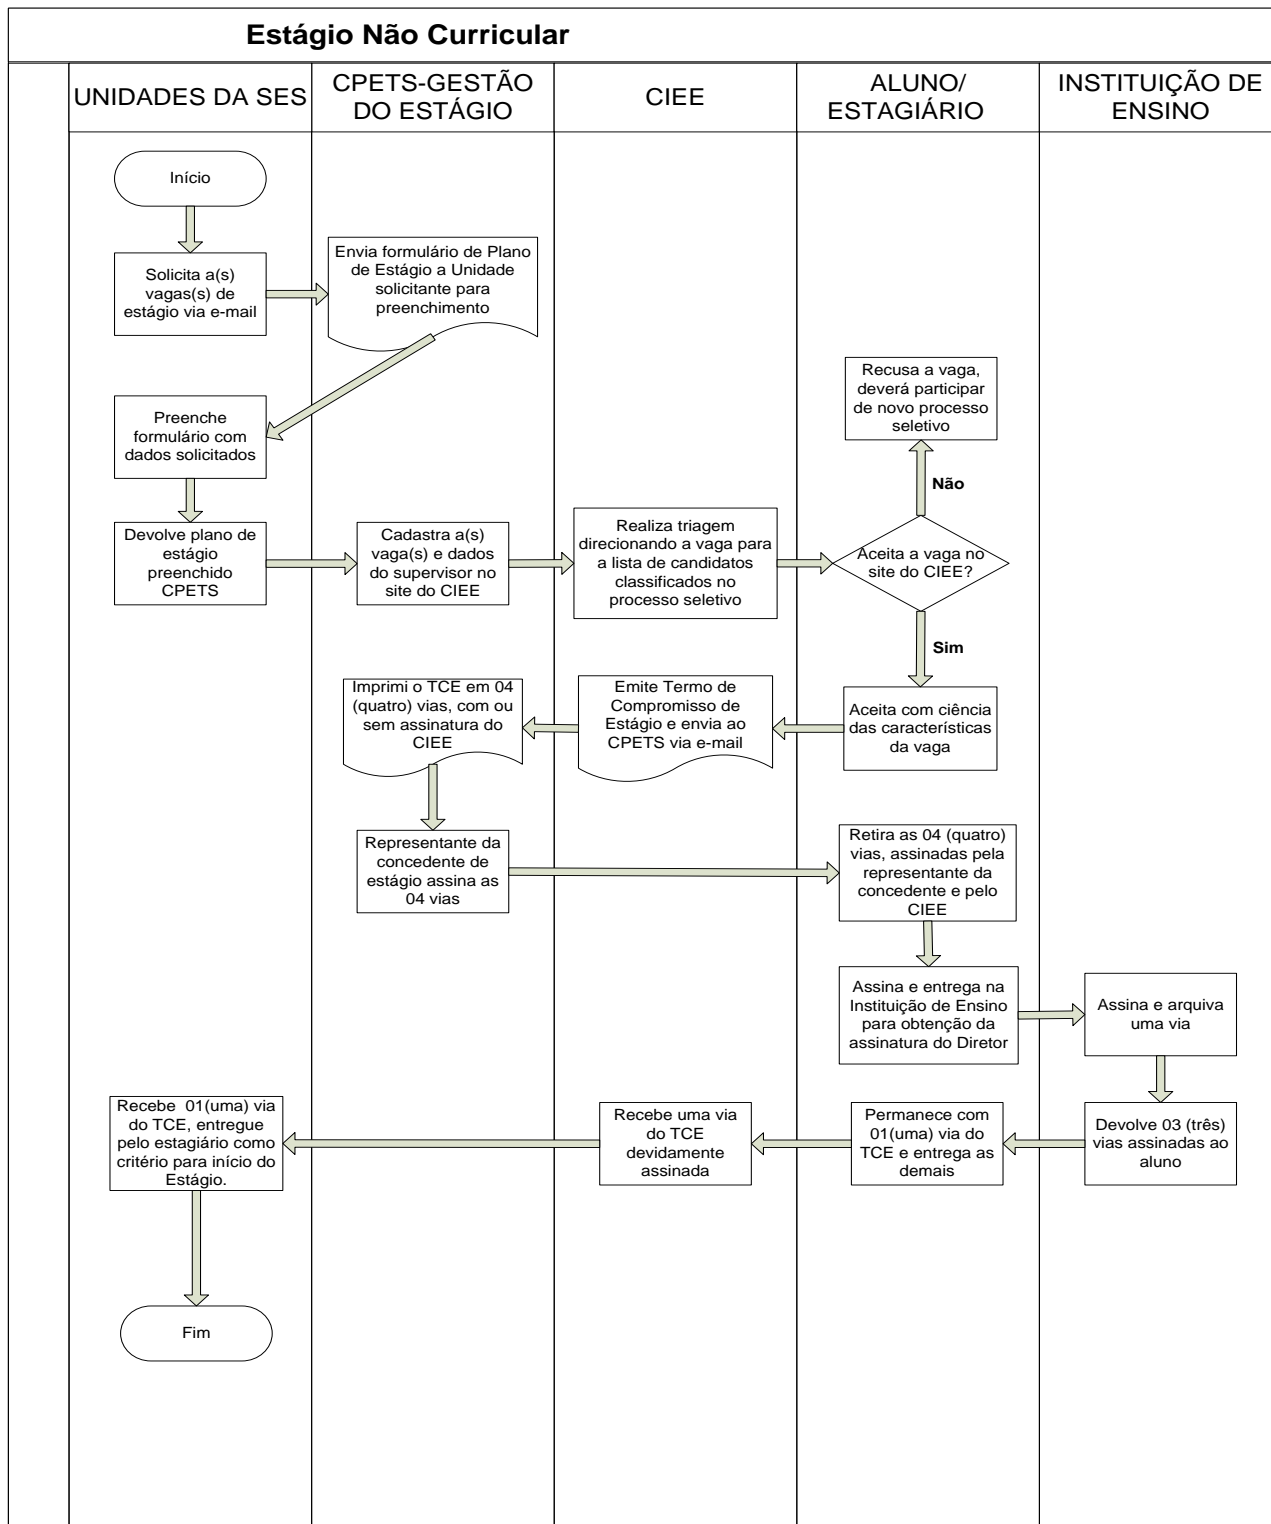 Estágio Não Curricular
UNIDADES DA SES
CPETS-GESTÃO
DO ESTÁGIO
CIEE
ALUNO/
ESTAGIÁRIO
INSTITUIÇÃO DE
ENSINO
Início
Solicita a(s)
vagas(s) de
estágio via e-mail
Envia formulário de Plano
de Estágio a Unidade
solicitante para
preenchimento
Preenche
formulário com
dados solicitados
Recusa a vaga,
deverá participar
de novo processo
seletivo
Não
Devolve plano de
estágio
preenchido
CPETS
Cadastra a(s)
vaga(s) e dados
do supervisor no
site do CIEE
Realiza triagem
direcionando a vaga para
a lista de candidatos
classificados no
processo seletivo
Aceita a vaga no
site do CIEE?
Sim
Imprimi o TCE em 04
(quatro) vias, com ou
sem assinatura do
CIEE
Emite Termo de
Compromisso de
Estágio e envia ao
CPETS via e-mail
Aceita com ciência
das características
da vaga
Representante da
concedente de
estágio assina as
04 vias
Retira as 04 (quatro)
vias, assinadas pela
representante da
concedente e pelo
CIEE
Assina e entrega na
Instituição de Ensino
para obtenção da
assinatura do Diretor
Assina e arquiva
uma via
Recebe  01(uma) via
do TCE, entregue
pelo estagiário como
critério para início do
Estágio.
Recebe uma via
do TCE
devidamente
assinada
Permanece com
01(uma) via do
TCE e entrega as
demais
Devolve 03 (três)
vias assinadas ao
aluno
Fim